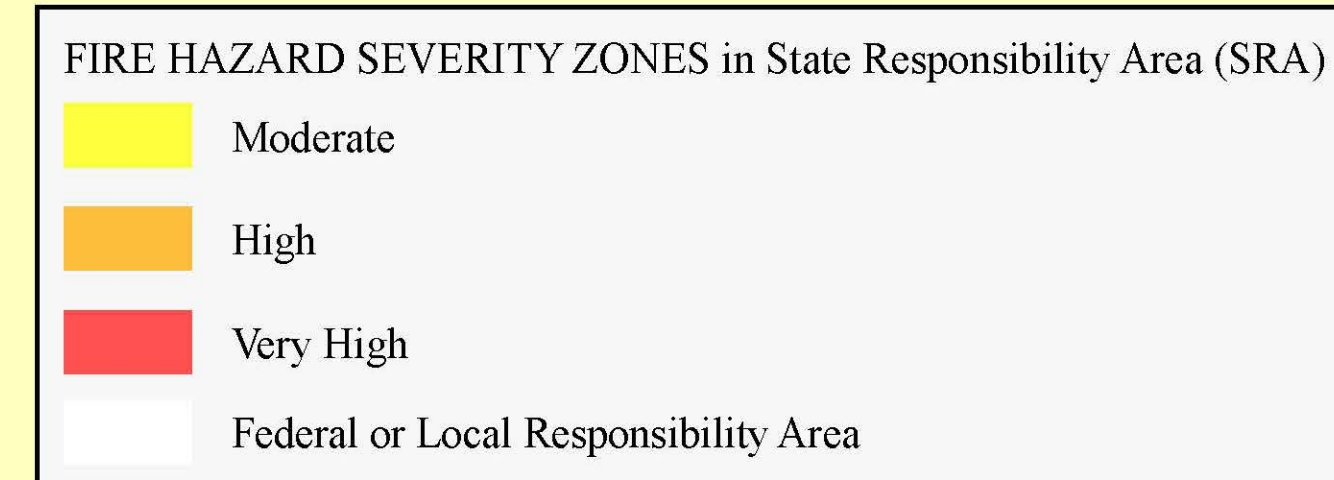 FIRE HAZARD SEVERITY ZONES in State Responsibility Area (SRA)
Moderate
High
Very High
Federal or Local Responsibility Area